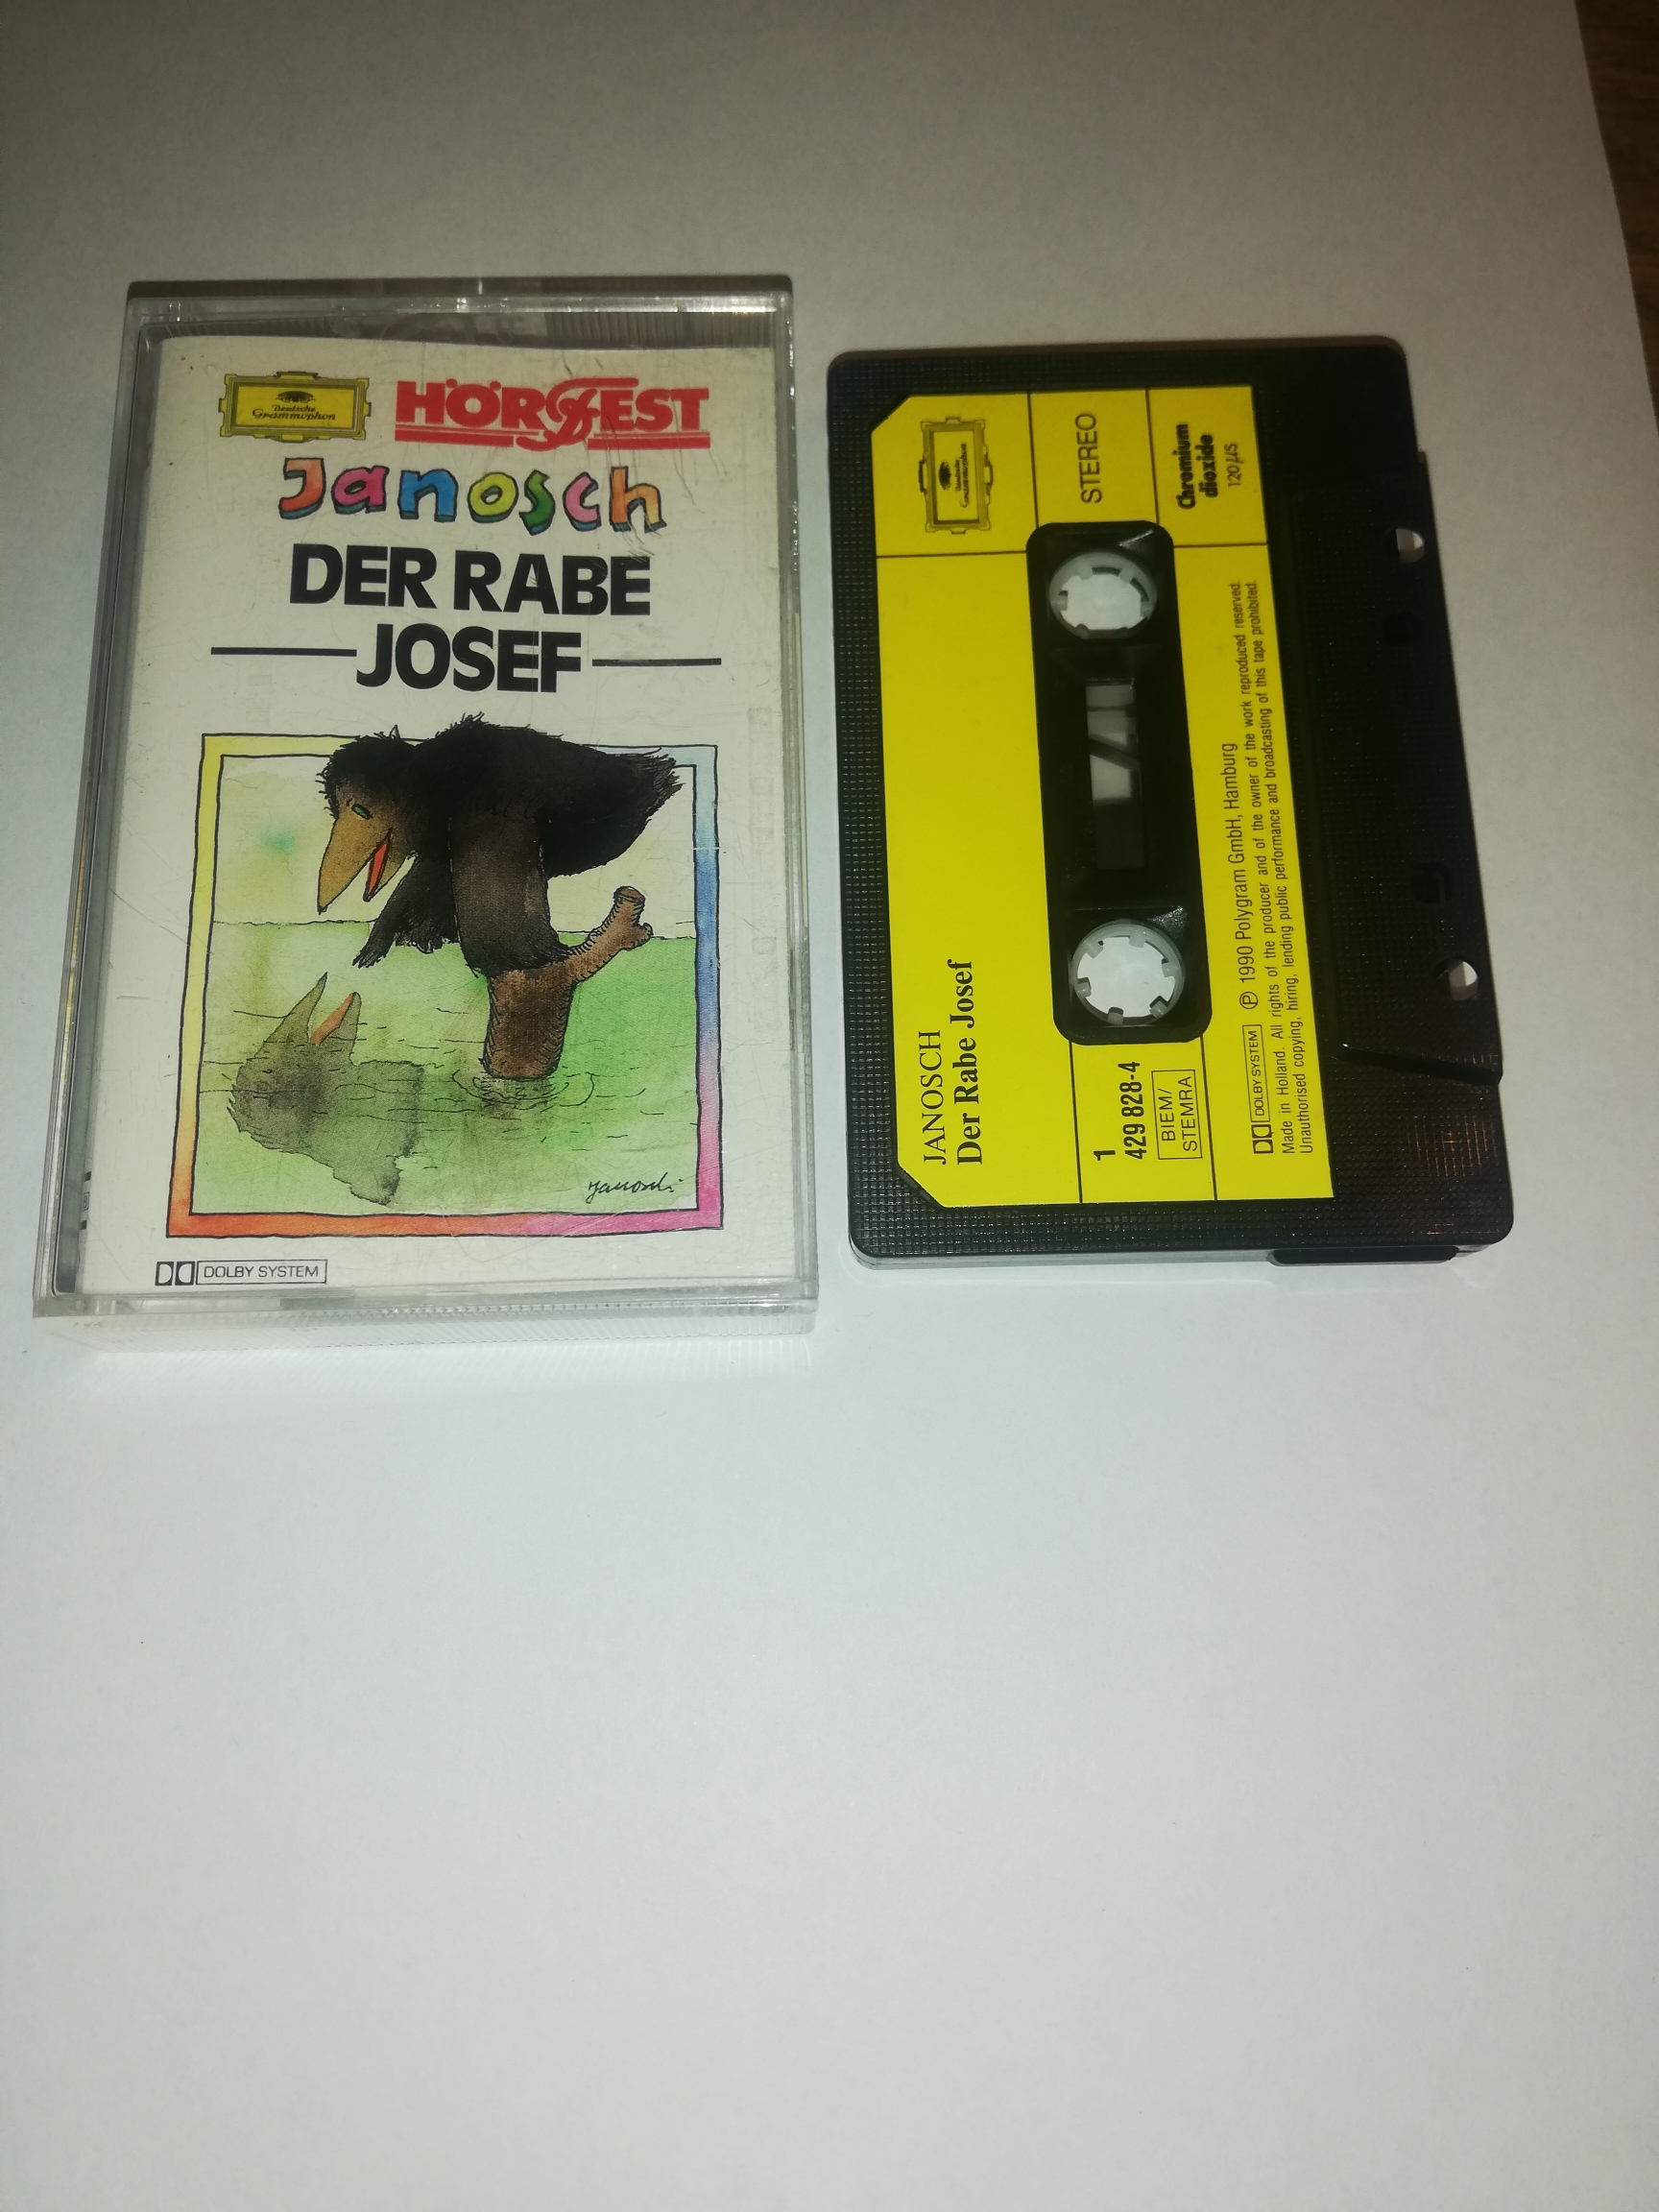 Deutsche
Grammophon
HÖRFEST
Janosch
DER RABE
JOSEF
Janosch
DOLBY SYSTEM
JANOSCH
Der Rabe Josef
1
429 828-4
BIEM/
STEMRA
Deutsche
Grammophon
STEREO
Chromium
dioxide
120 µS
DOLBY SYSTEM ℗ 1990 Polygram GmbH, Hamburg
Made in Holland. All rights of the producer and of the owner of the work reproduced reserved.
Unauthorised copying, hiring, lending public performance and broadcasting of this tape prohibited.